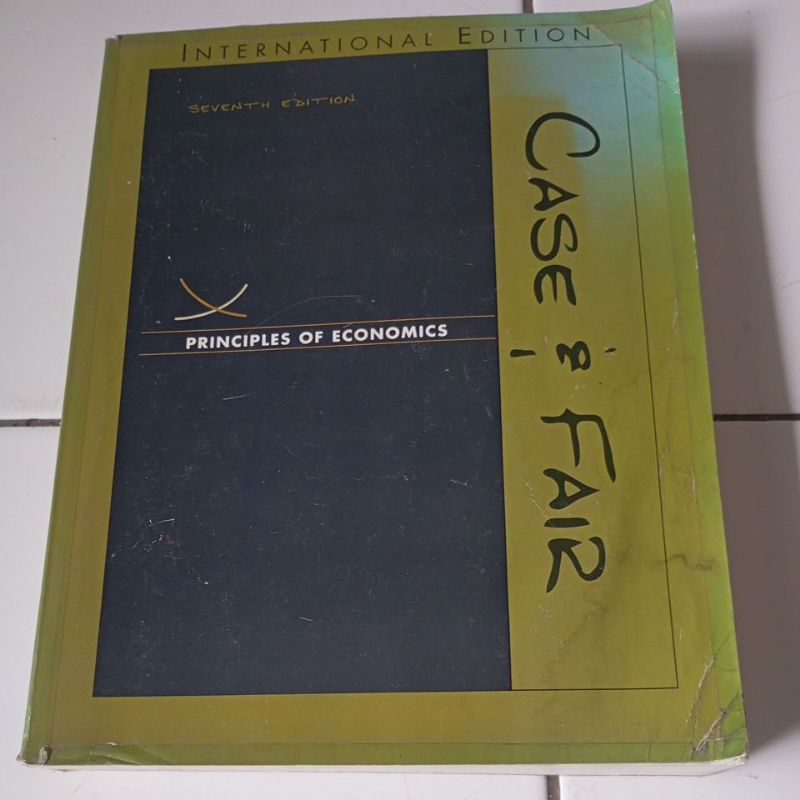 INTERNATIONAL EDITION
SEVENTH EDITION
PRINCIPLES OF ECONOMICS
CASE & FAIR